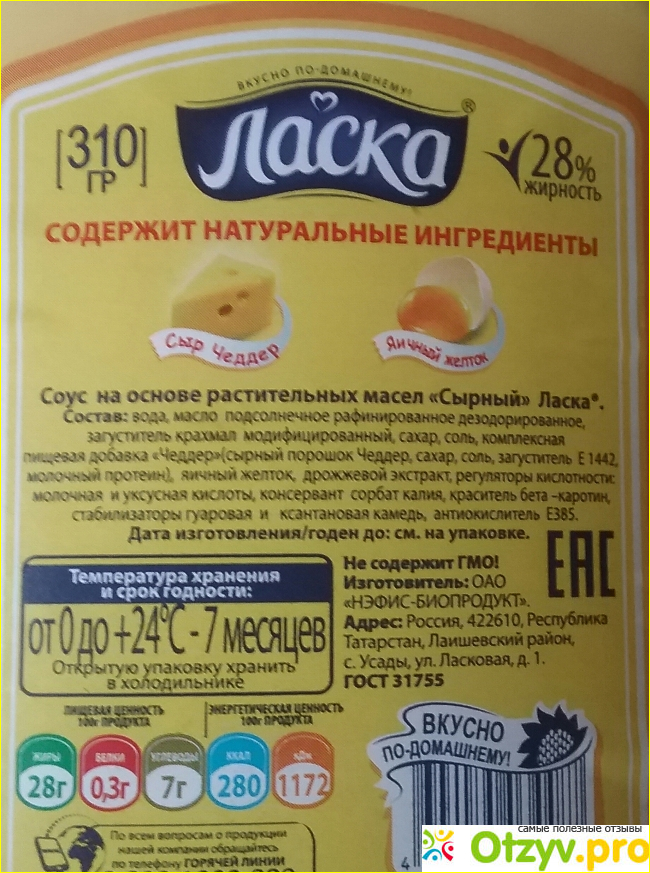 ВКУСНО ПО-ДОМАШНЕМУ!
Ласка®
[310]
ГР
28%
ЖИРНОСТЬ
СОДЕРЖИТ НАТУРАЛЬНЫЕ ИНГРЕДИЕНТЫ
Сыр Чеддер
Яичный желток
Соус на основе растительных масел «Сырный» Ласка®.
Состав: вода, масло подсолнечное рафинированное дезодорированное,
загуститель крахмал модифицированный, сахар, соль, комплексная
пищевая добавка «Чеддер»(сырный порошок Чеддер, сахар, соль, загуститель Е 1442,
молочный протеин), яичный желток, дрожжевой экстракт, регуляторы кислотности:
молочная и уксусная кислоты, консервант сорбат калия, краситель бета –каротин,
стабилизаторы гуаровая и ксантановая камедь, антиокислитель Е385.
Дата изготовления/годен до: см. на упаковке.
Температура хранения
и срок годности:
от 0 до +24°С - 7 месяцев
Открытую упаковку хранить
в холодильнике
Не содержит ГМО!
Изготовитель: ОАО
«НЭФИС-БИОПРОДУКТ».
Адрес: Россия, 422610, Республика
Татарстан, Лаишевский район,
с. Усады, ул. Ласковая, д. 1.
ГОСТ 31755
ЕАС
ПИЩЕВАЯ ЦЕННОСТЬ
100г ПРОДУКТА
ЭНЕРГЕТИЧЕСКАЯ ЦЕННОСТЬ
100г ПРОДУКТА
ЖИРЫ
28г
БЕЛКИ
0,3г
УГЛЕВОДЫ
7г
ККАЛ
280
кДж
1172
ВКУСНО
ПО-ДОМАШНЕМУ!
По всем вопросам о продукции
нашей компании обращайтесь
по телефону ГОРЯЧЕЙ ЛИНИИ
4
самые полезные отзывы
Otzyv.pro